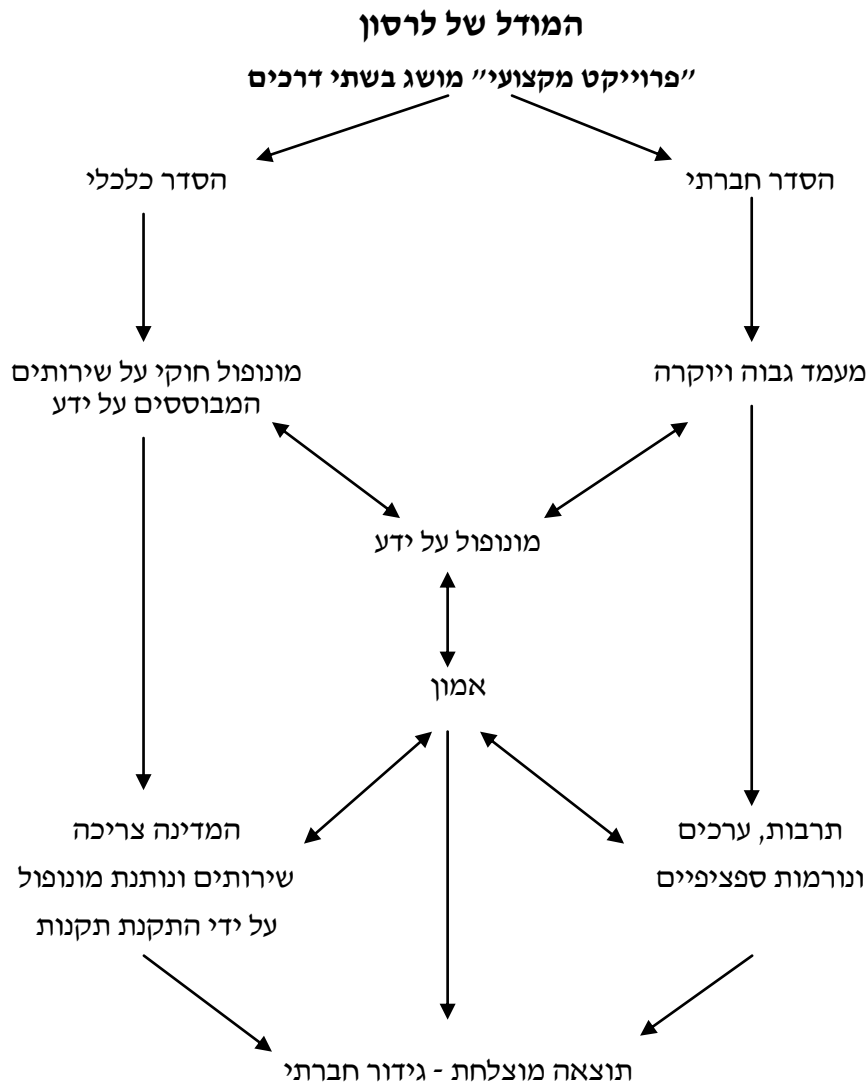 המודל של לרסון
״פרוייקט מקצועי״ מושג בשתי דרכים
הסדר חברתי
הסדר כלכלי
מעמד גבוה ויוקרה
מונופול חוקי על שירותים
המבוססים על ידע
מונופול על ידע
אמון
תרבות, ערכים
ונורמות ספציפיים
המדינה צריכה
שירותים ונותנת מונופול
על ידי התקנת תקנות
תוצאה מוצלחת - גידור חברתי